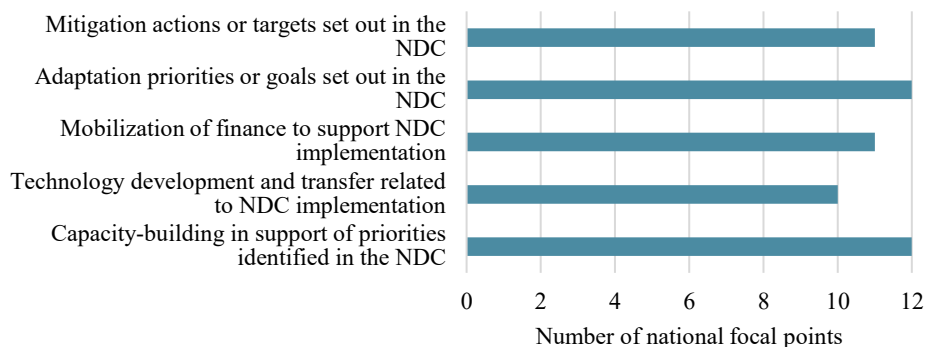 Mitigation actions or targets set out in the
NDC
Adaptation priorities or goals set out in the
NDC
Mobilization of finance to support NDC
implementation
Technology development and transfer related
to NDC implementation
Capacity-building in support of priorities
identified in the NDC
0 2 4 6 8 10 12
Number of national focal points